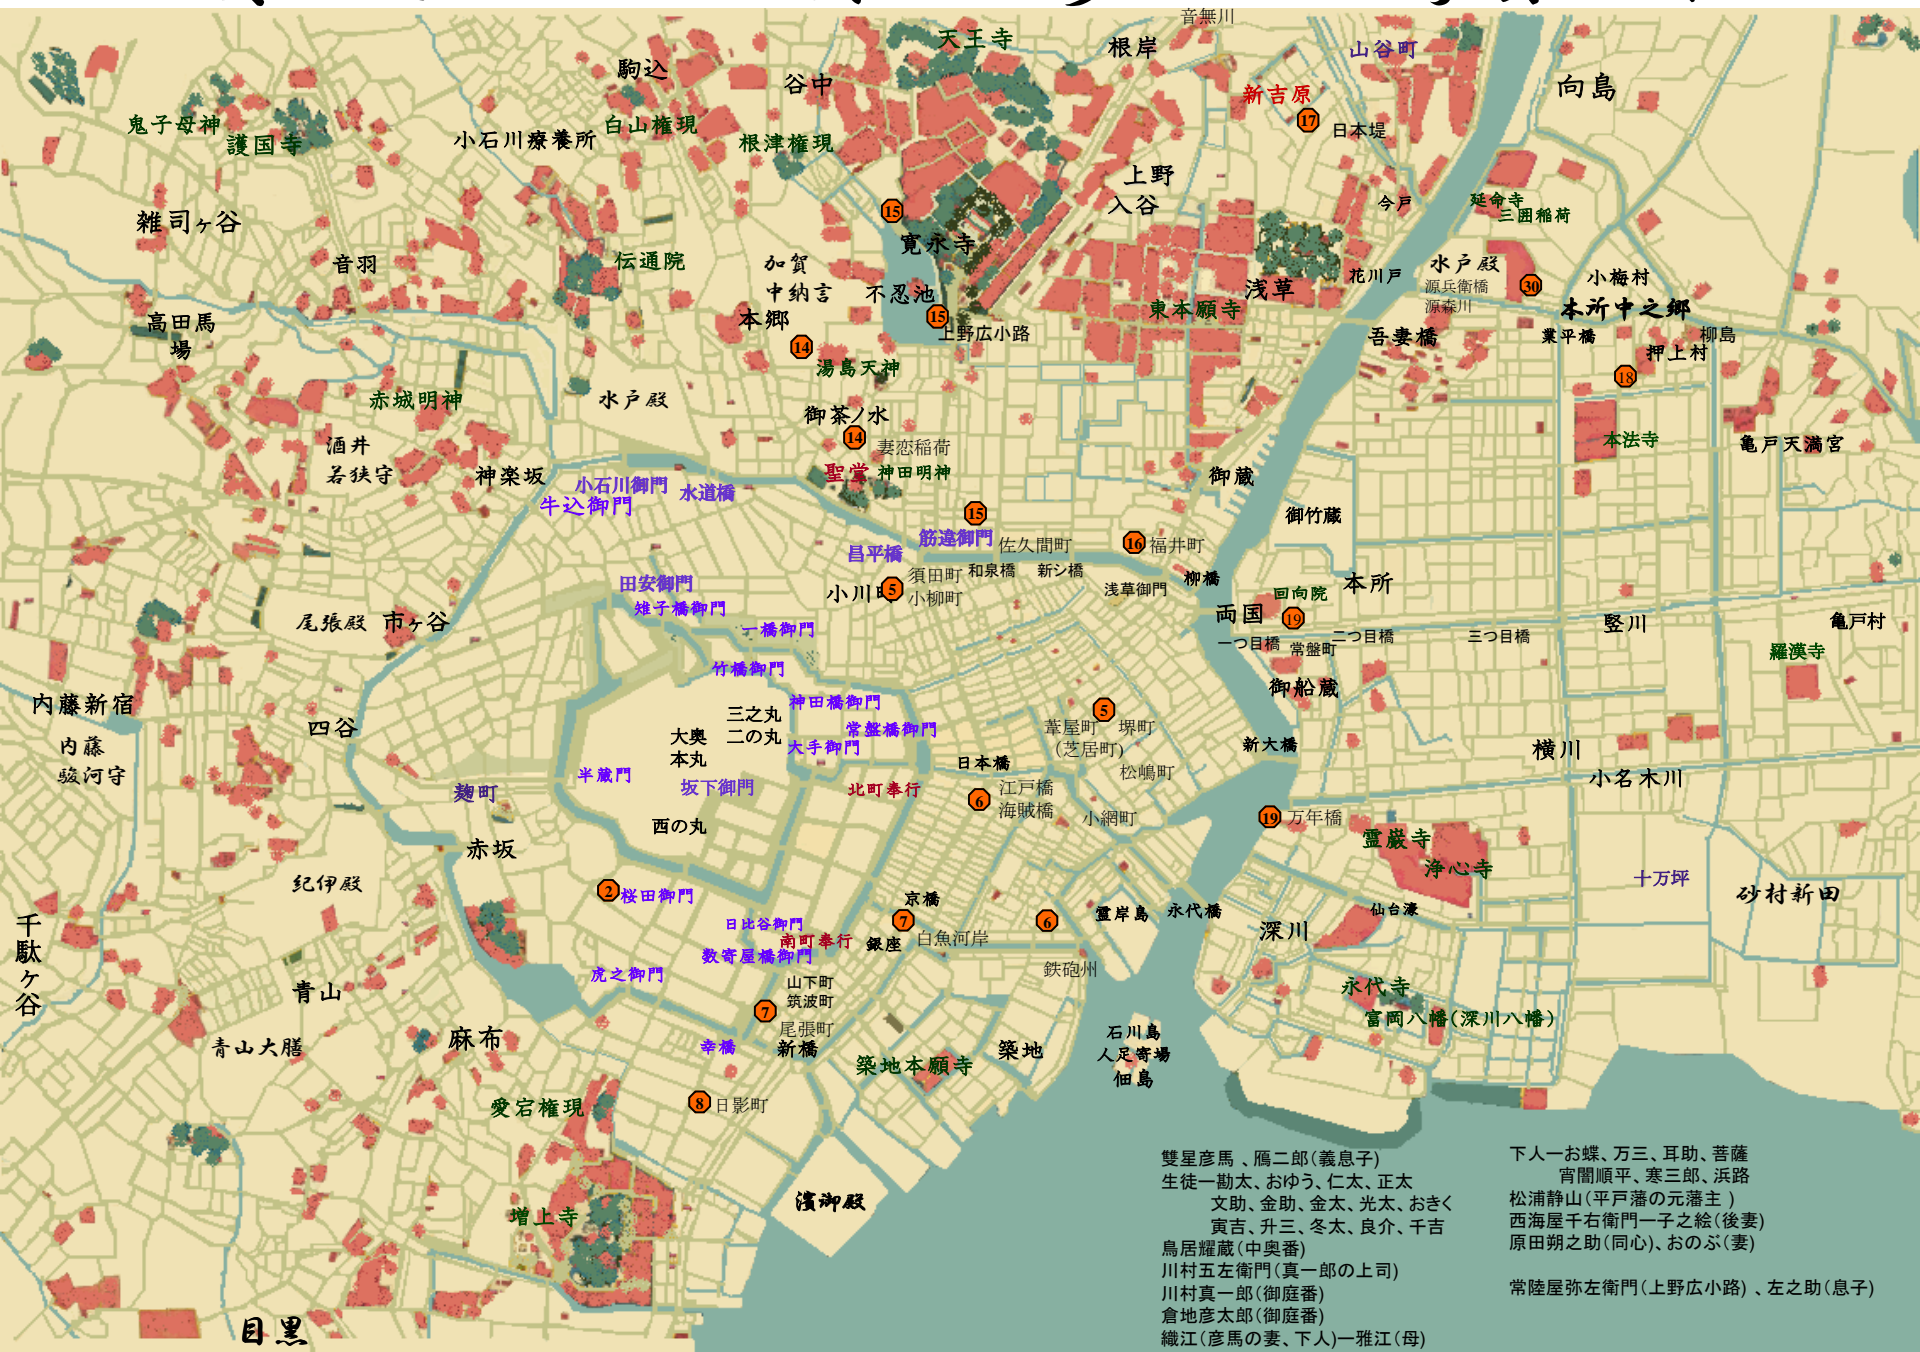 音無川
天王寺
根岸
山谷町
駒込
谷中
向島
新吉原
17
日本堤
鬼子母神
護国寺
小石川療養所
白山権現
根津権現
上野
入谷
今戸
延命寺
三囲稲荷
雑司ヶ谷
15
寛永寺
音羽
伝通院
加賀
中納言
不忍池
浅草
花川戸
水戸殿
源兵衛橋
源森川
30
小梅村
本所中之郷
高田馬
場
本郷
15
上野広小路
東本願寺
吾妻橋
業平橋
柳島
押上村
14
湯島天神
18
赤城明神
水戸殿
御茶ノ水
14
妻恋稲荷
本法寺
亀戸天満宮
酒井
若狭守
神楽坂
小石川御門
水道橋
牛込御門
聖堂
神田明神
御蔵
15
御竹蔵
昌平橋
筋違御門
佐久間町
16
福井町
田安御門
小川町
5
須田町
小柳町
和泉橋
新シ橋
浅草御門
柳橋
本所
回向院
雉子橋御門
尾張殿
市ヶ谷
一橋御門
両国
19
一つ目橋
常盤町
二つ目橋
三つ目橋
竪川
亀戸村
羅漢寺
竹橋御門
御船蔵
内藤新宿
四谷
神田橋御門
三之丸
二の丸
大奥
本丸
常盤橋御門
大手御門
5
葺屋町
堺町
(芝居町)
松嶋町
新大橋
横川
小名木川
内藤
駿河守
半蔵門
坂下御門
日本橋
北町奉行
麹町
6
江戸橋
海賊橋
小網町
19
万年橋
西の丸
赤坂
霊巌寺
浄心寺
十万坪
砂村新田
紀伊殿
2
桜田御門
京橋
7
白魚河岸
6
霊岸島
永代橋
仙台濠
深川
千駄ヶ谷
日比谷御門
南町奉行
銀座
数寄屋橋御門
虎之御門
鉄砲州
青山
山下町
筑波町
7
尾張町
新橋
永代寺
富岡八幡(深川八幡)
青山大膳
麻布
幸橋
築地本願寺
築地
石川島
人足寄場
佃島
愛宕権現
8
日影町
濱御殿
増上寺
目黒
雙星彦馬 、鴈二郎(義息子)
生徒ー勘太、おゆう、仁太、正太
文助、金助、金太、光太、おきく
寅吉、升三、冬太、良介、千吉
鳥居耀蔵(中奥番)
川村五左衛門(真一郎の上司)
川村真一郎(御庭番)
倉地彦太郎(御庭番)
織江(彦馬の妻、下人)ー雅江(母)
下人ーお蝶、万三、耳助、菩薩
宵闇順平、寒三郎、浜路
松浦静山(平戸藩の元藩主 )
西海屋千右衛門ー子之絵(後妻)
原田朔之助(同心)、おのぶ(妻)
常陸屋弥左衛門(上野広小路) 、左之助(息子)